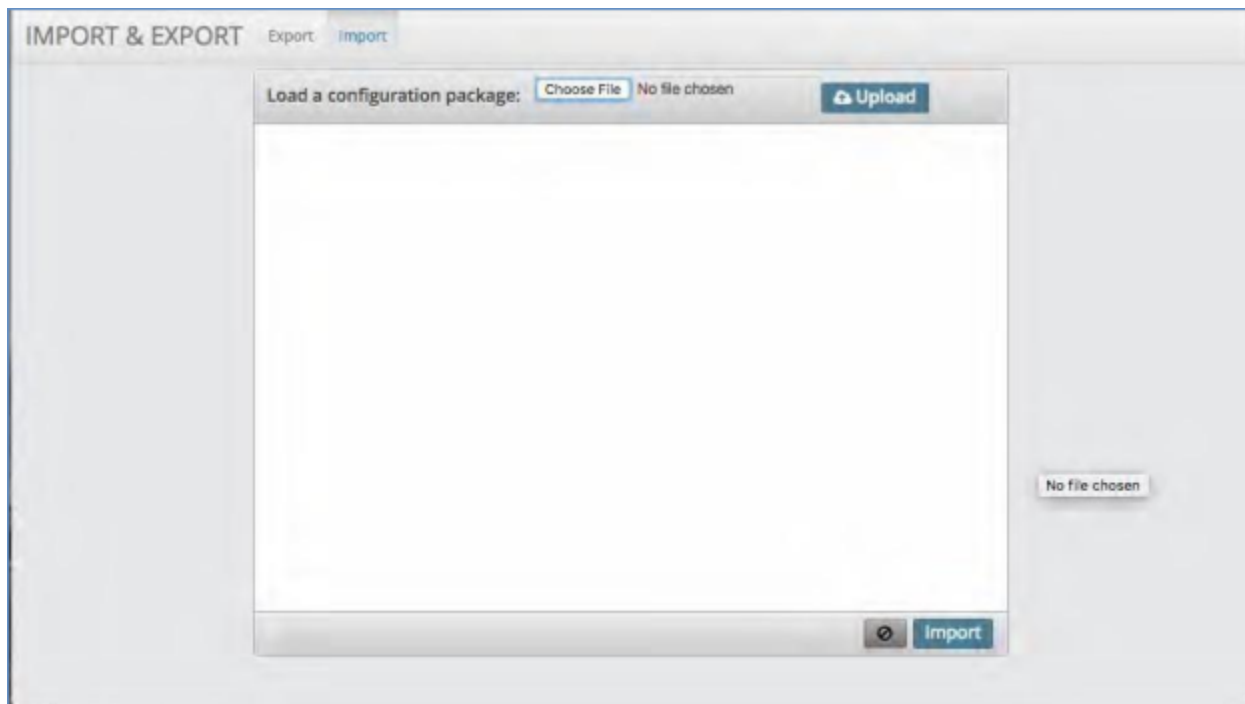 IMPORT & EXPORT Export Import
Load a configuration package: Choose File No file chosen Upload
No file chosen
Import